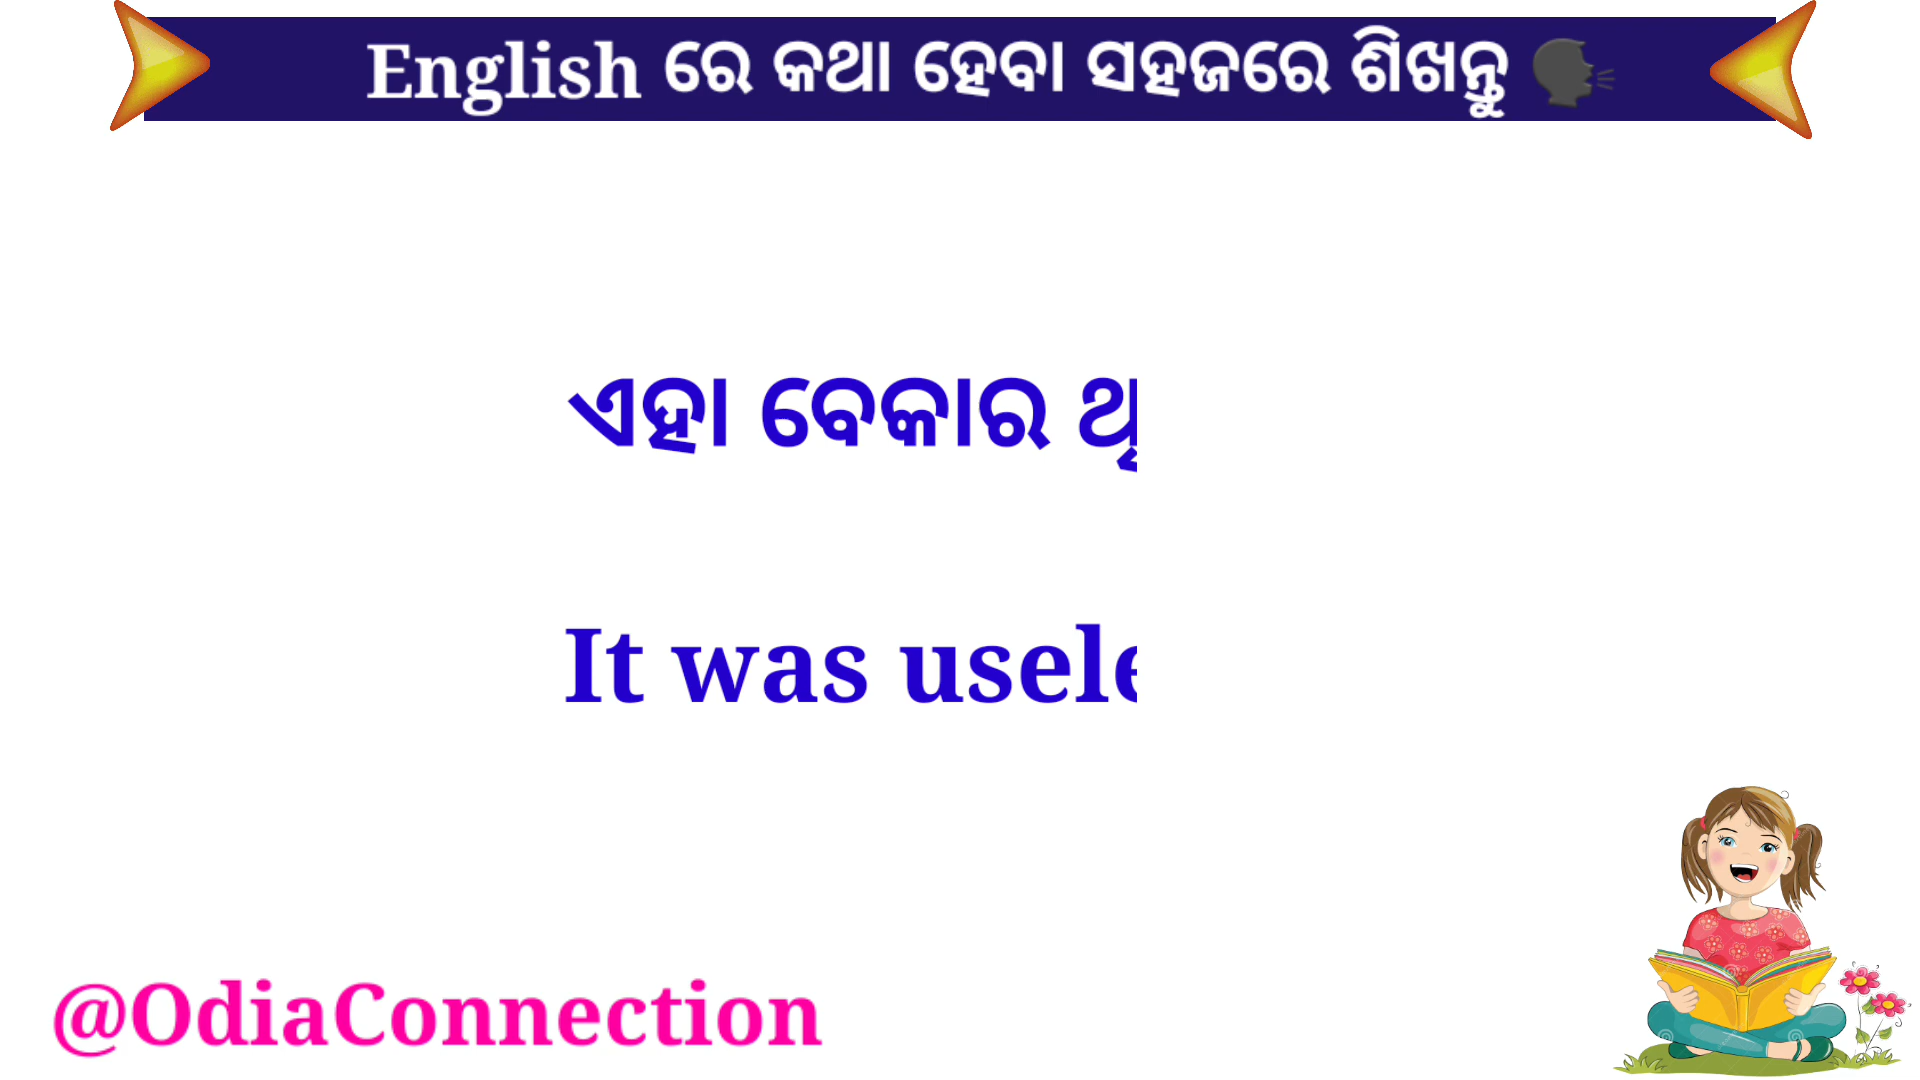 English ରେ କଥା ହେବା ସହଜରେ ଶିଖନ୍ତୁ
ଏହା ବେକାର
It was
@OdiaConnection